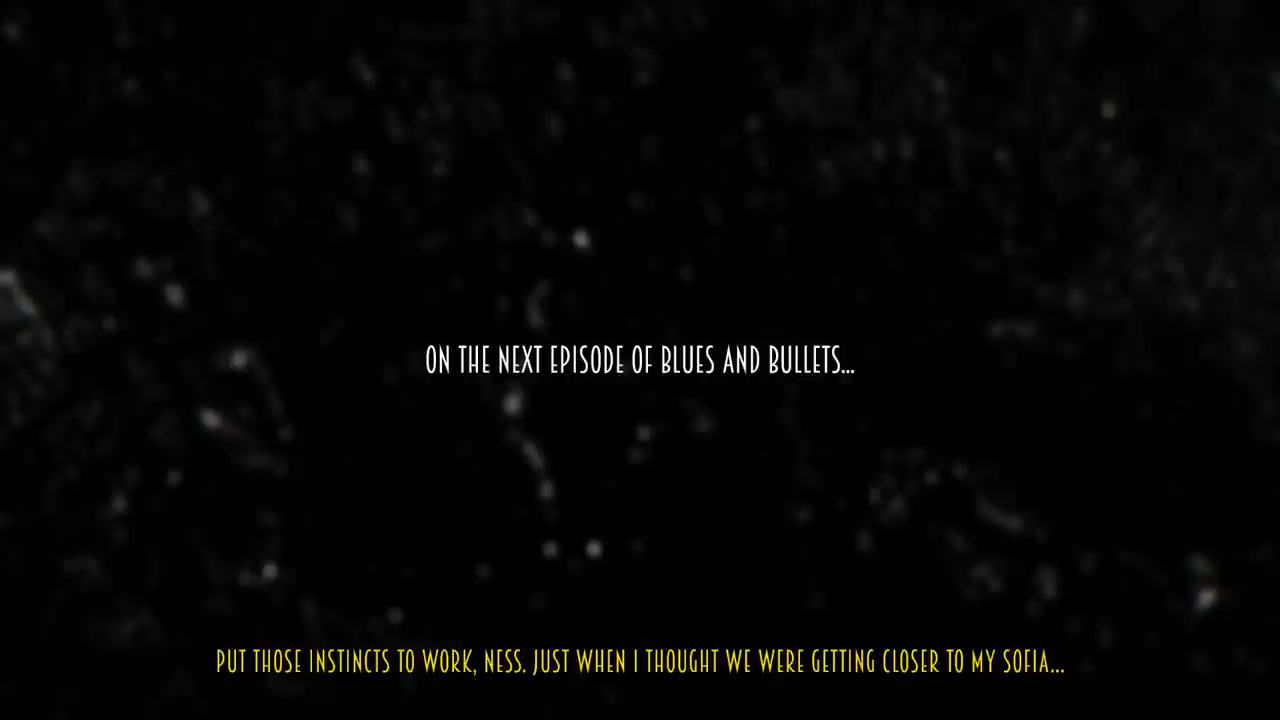 ON THE NEXT EPISODE OF BLUES AND BULLETS...
PUT THOSE INSTINCTS TO WORK, NESS. JUST WHEN I THOUGHT WE WERE GETTING CLOSER TO MY SOFIA...